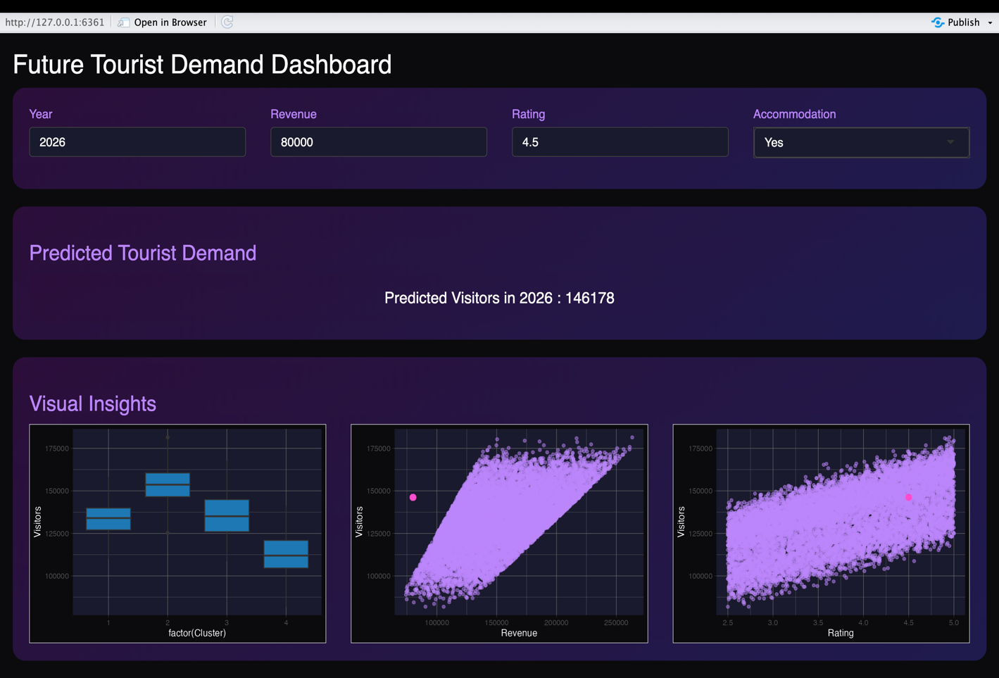 http://127.0.0.1:6361 Open in Browser Publish
Future Tourist Demand Dashboard
Year Revenue Rating Accommodation
2026 80000 4.5 Yes
Predicted Tourist Demand
Predicted Visitors in 2026 : 146178
Visual Insights
175000
150000
125000
100000
Visitors
1 2 3 4
factor(Cluster)
175000
150000
125000
100000
Visitors
100000 150000 200000 250000
Revenue
175000
150000
125000
100000
Visitors
2.5 3.0 3.5 4.0 4.5 5.0
Rating